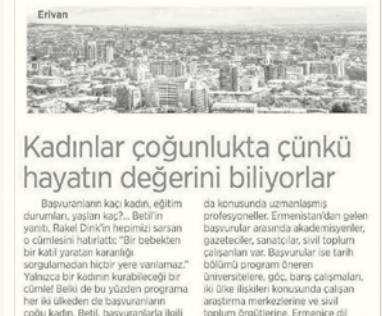 Erivan
Kadınlar çoğunlukta çünkü
hayatın değerini biliyorlar
Başvuranların kaçı kadın, eğitim
durumları, yaşları kaç?... Betil'in
yanıtı, Rakel Dink'in hepimizi sarsan
o cümlesini hatırlattı: "Bir bebekten
bir katil yaratan karanlığı
sorgulamadan hiçbir yere varılamaz."
Yalnızca bir kadının kurabileceği bir
cümle! Belki de bu yüzden programa
her iki ülkeden de başvuranların
çoğu kadın. Betil, başvuranlarla ilgili
da konusunda uzmanlaşmış
profesyoneller. Ermenistan'dan gelen
başvurular arasında akademisyenler,
gazeteciler, sanatçılar, sivil toplum
çalışanları var. Başvurular ise tarih
bölümü programı öneren
üniversitelere, göç, barış çalışmaları,
iki ülke ilişkileri konusunda çalışan
araştırma merkezlerine ve sivil
toplum örgütlerine. Ermenice dil